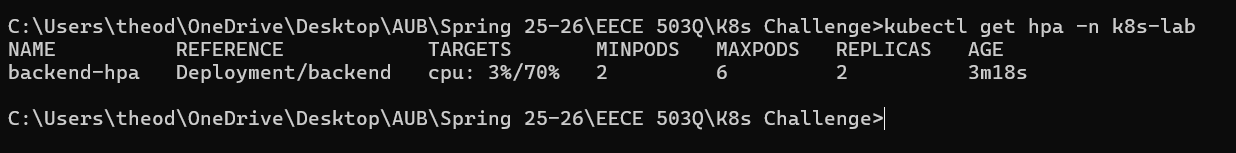 C:\Users\theod\OneDrive\Desktop\AUB\Spring 25-26\EECE 503Q\K8s Challenge>kubectl get hpa -n k8s-lab
NAME          REFERENCE            TARGETS       MINPODS   MAXPODS   REPLICAS   AGE
backend-hpa   Deployment/backend   cpu: 3%/70%   2         6         2          3m18s

C:\Users\theod\OneDrive\Desktop\AUB\Spring 25-26\EECE 503Q\K8s Challenge>